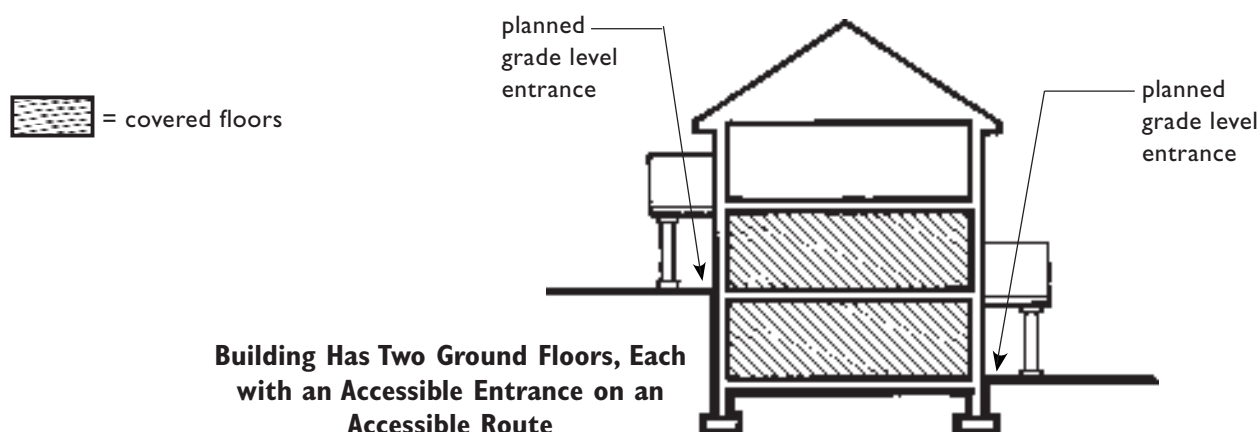 planned
grade level
entrance
planned
grade level
entrance
= covered floors
Building Has Two Ground Floors, Each
with an Accessible Entrance on an
Accessible Route